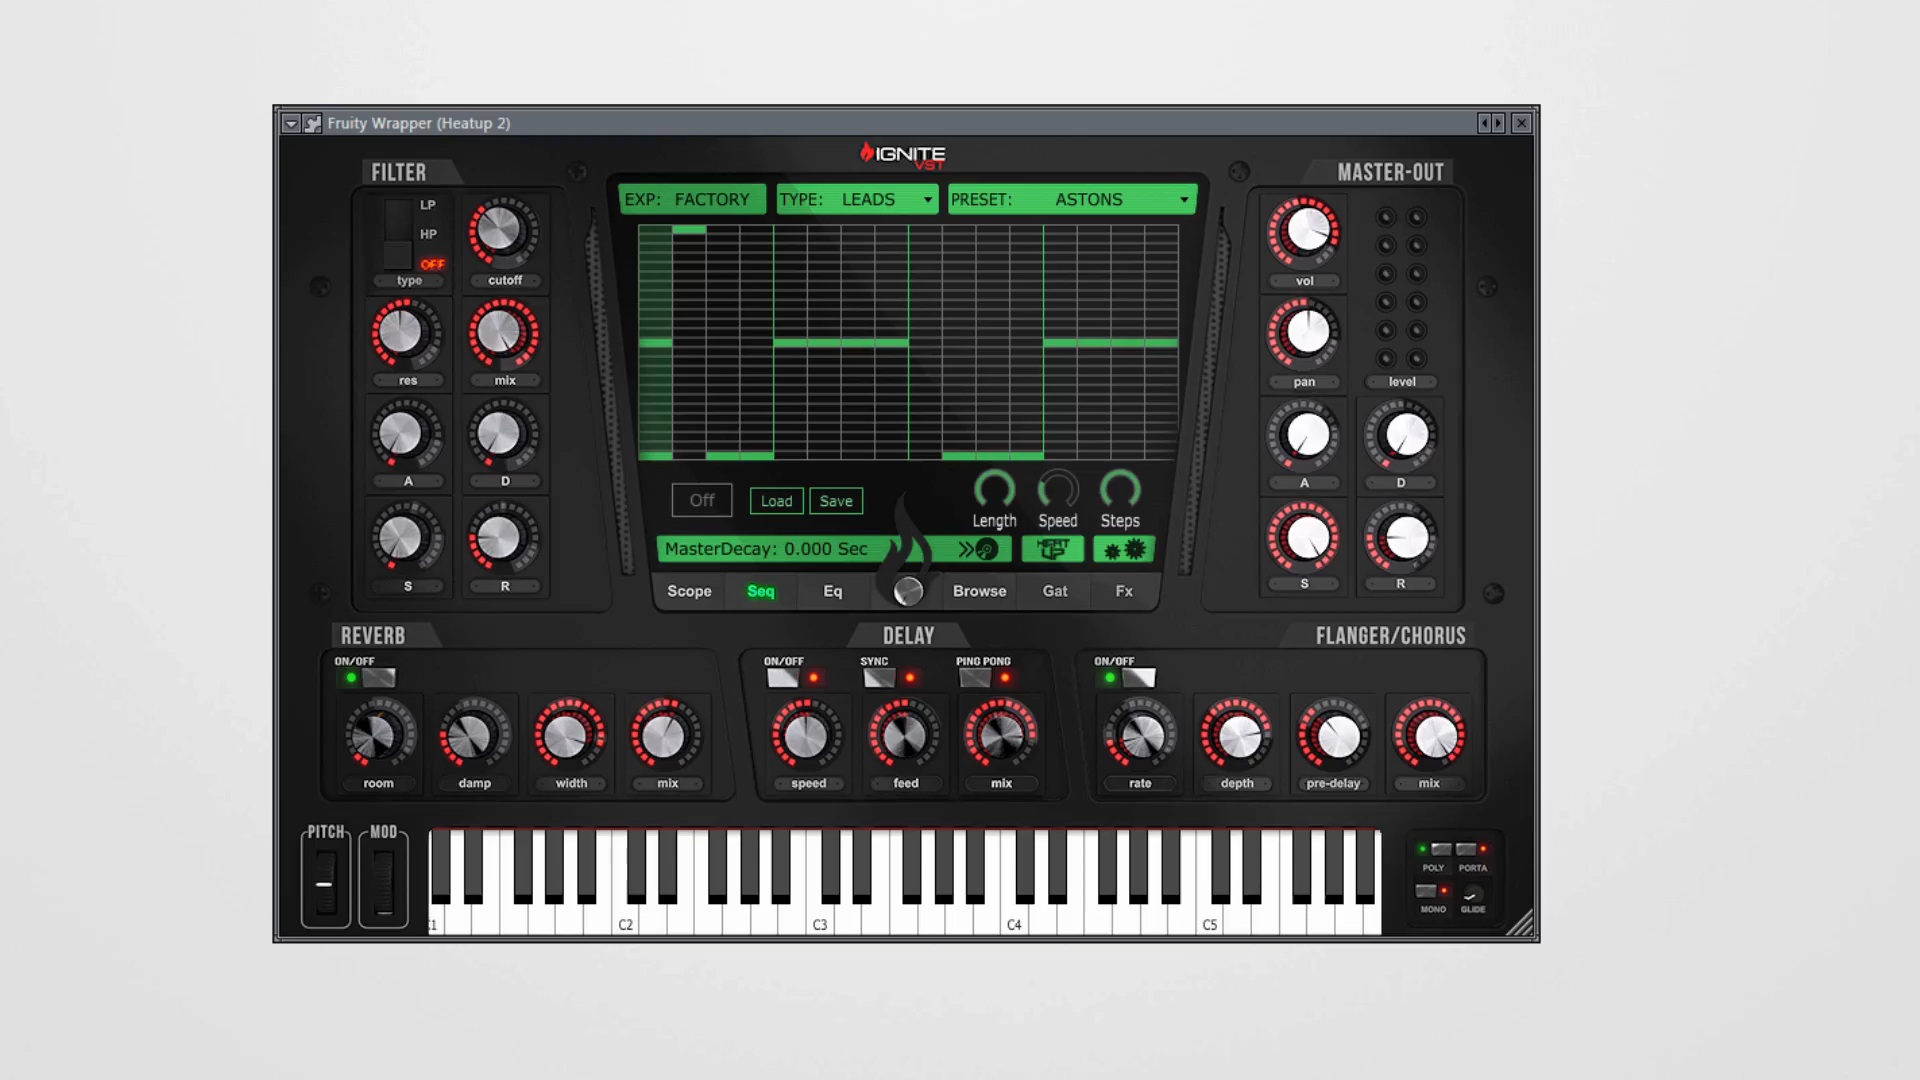 Fruity Wrapper (Heatup 2)
IGNITE
VST
FILTER
MASTER-OUT
EXP: FACTORY
TYPE: LEADS
PRESET: ASTONS
LP
HP
OFF
type
cutoff
res
mix
A
D
S
R
vol
pan
level
A
D
S
R
Off
Load
Save
Length
Speed
Steps
MasterDecay: 0.000 Sec
HEAT
UP
Scope
Seq
Eq
Browse
Gat
Fx
REVERB
ON/OFF
room
damp
width
mix
DELAY
ON/OFF
SYNC
PING PONG
speed
feed
mix
FLANGER/CHORUS
ON/OFF
rate
depth
pre-delay
mix
PITCH
MOD
C2
C3
C4
C5
POLY
PORTA
MONO
GLIDE